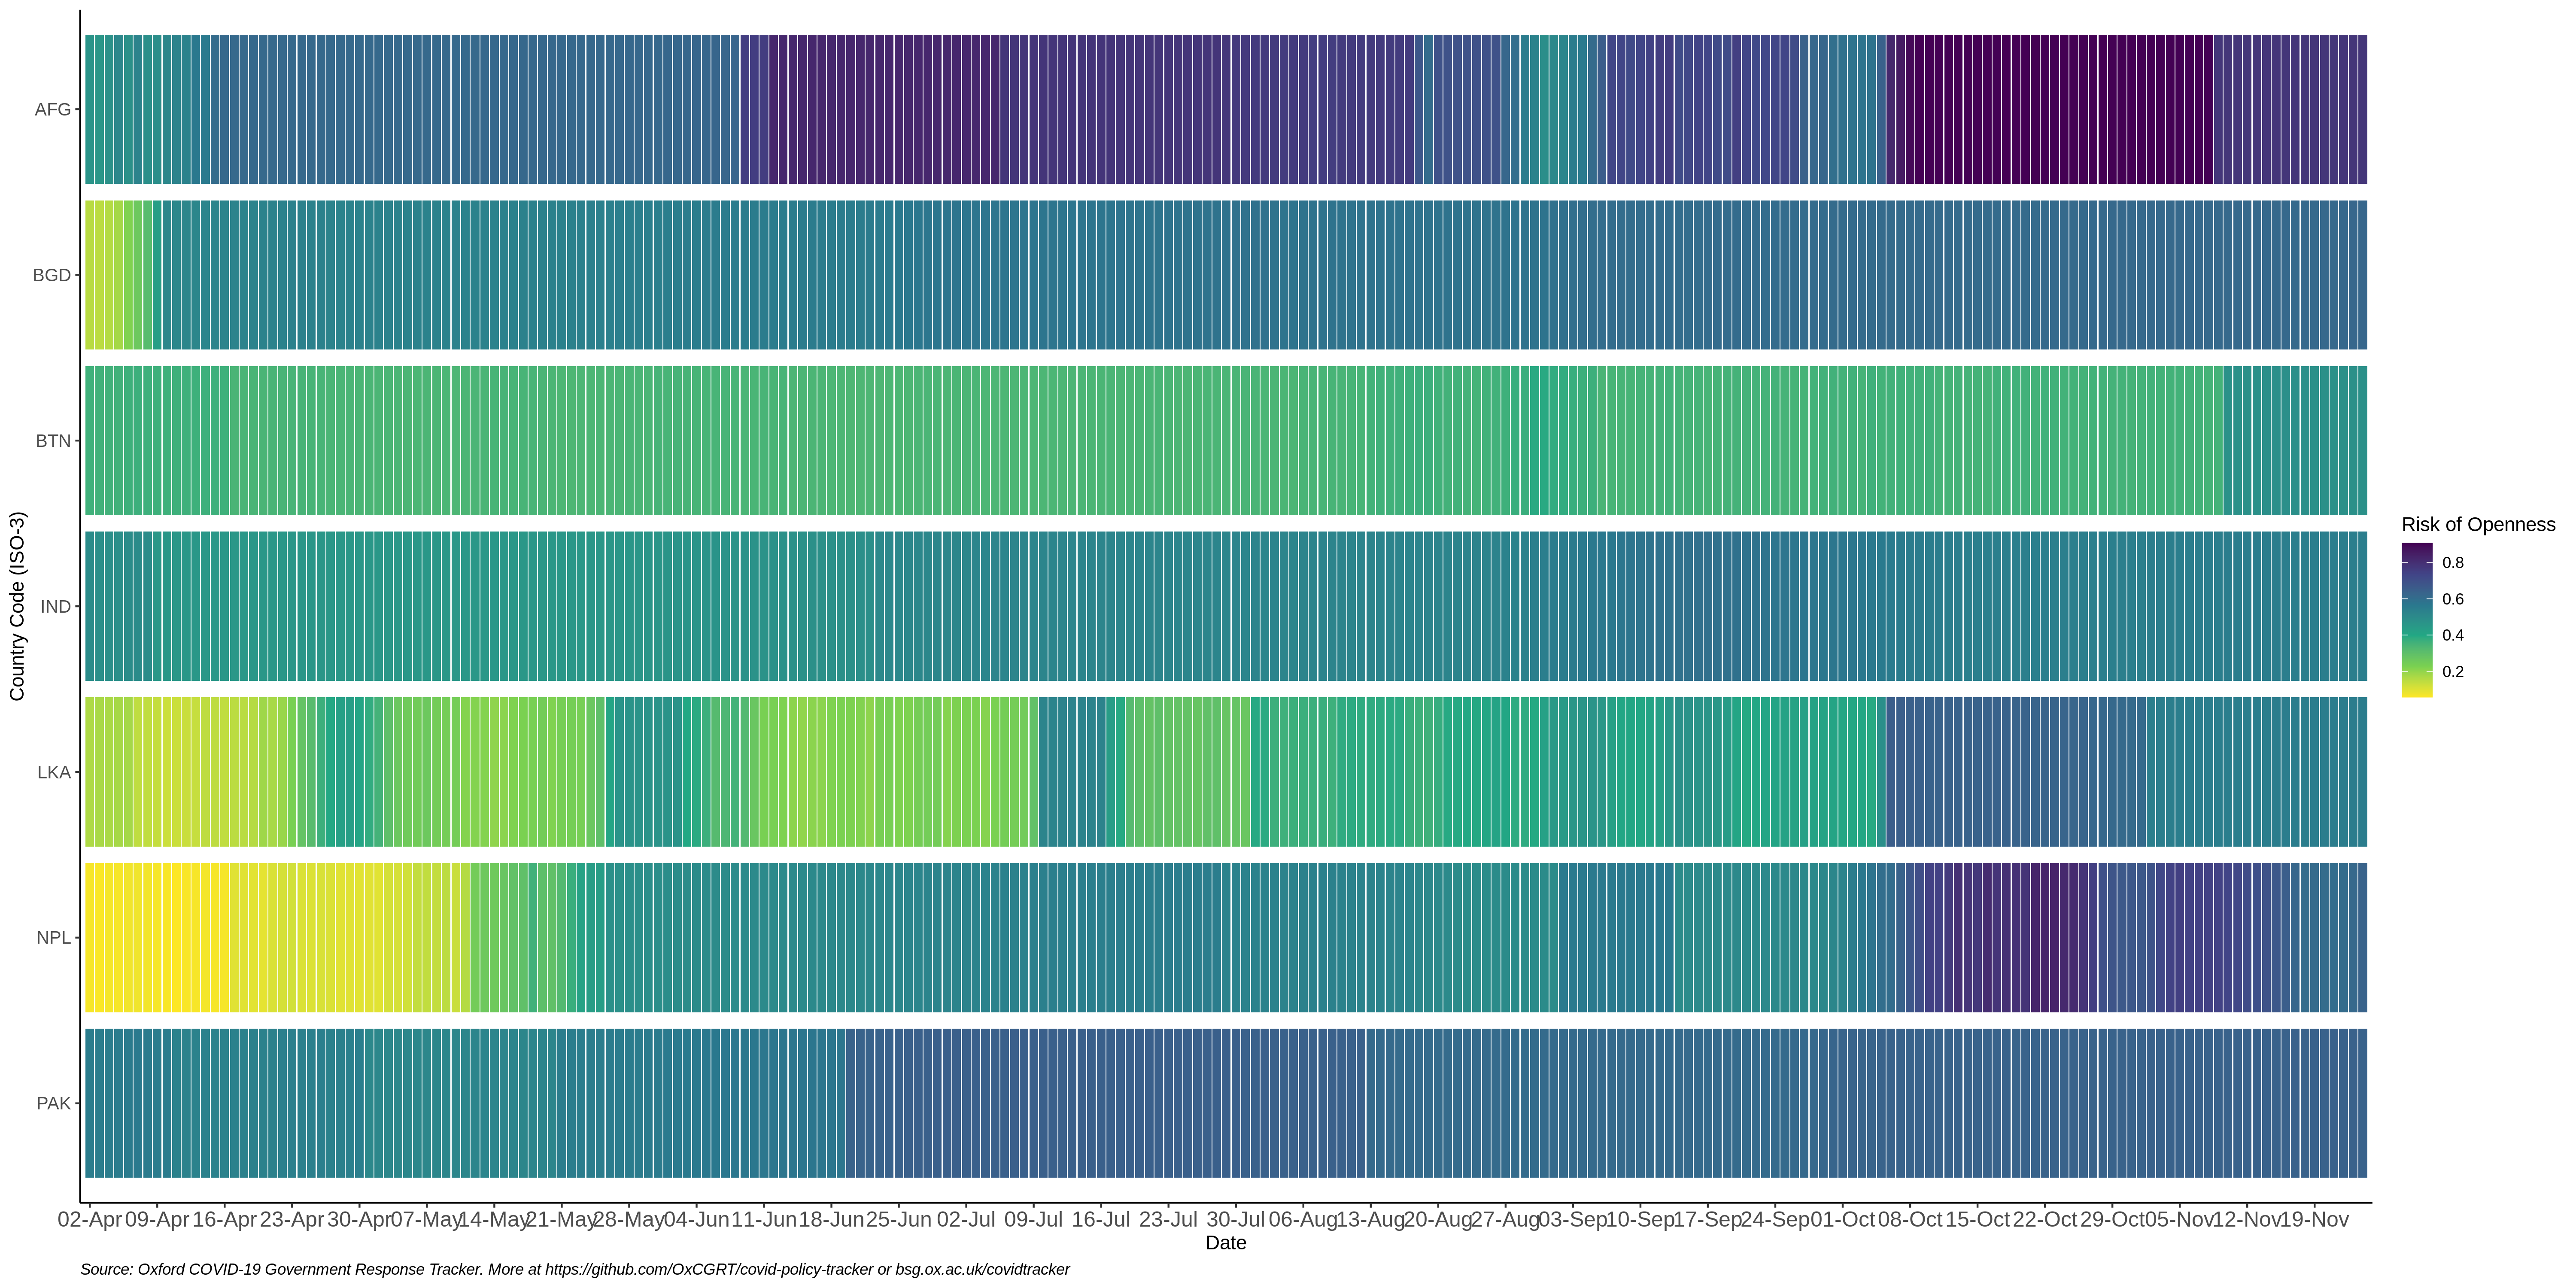 AFG
BGD
BTN
IND
LKA
NPL
PAK
Country Code (ISO-3)
02-Apr 09-Apr 16-Apr 23-Apr 30-Apr 07-May 14-May 21-May 28-May 04-Jun 11-Jun 18-Jun 25-Jun 02-Jul 09-Jul 16-Jul 23-Jul 30-Jul 06-Aug 13-Aug 20-Aug 27-Aug 03-Sep 10-Sep 17-Sep 24-Sep 01-Oct 08-Oct 15-Oct 22-Oct 29-Oct 05-Nov 12-Nov 19-Nov
Date
Risk of Openness
0.8
0.6
0.4
0.2
Source: Oxford COVID-19 Government Response Tracker. More at https://github.com/OxCGRT/covid-policy-tracker or bsg.ox.ac.uk/covidtracker